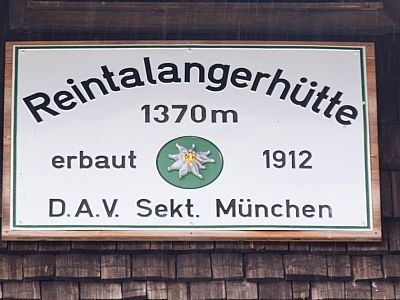 Reintalangerhütte
1370m
erbaut 1912
D.A.V. Sekt. München